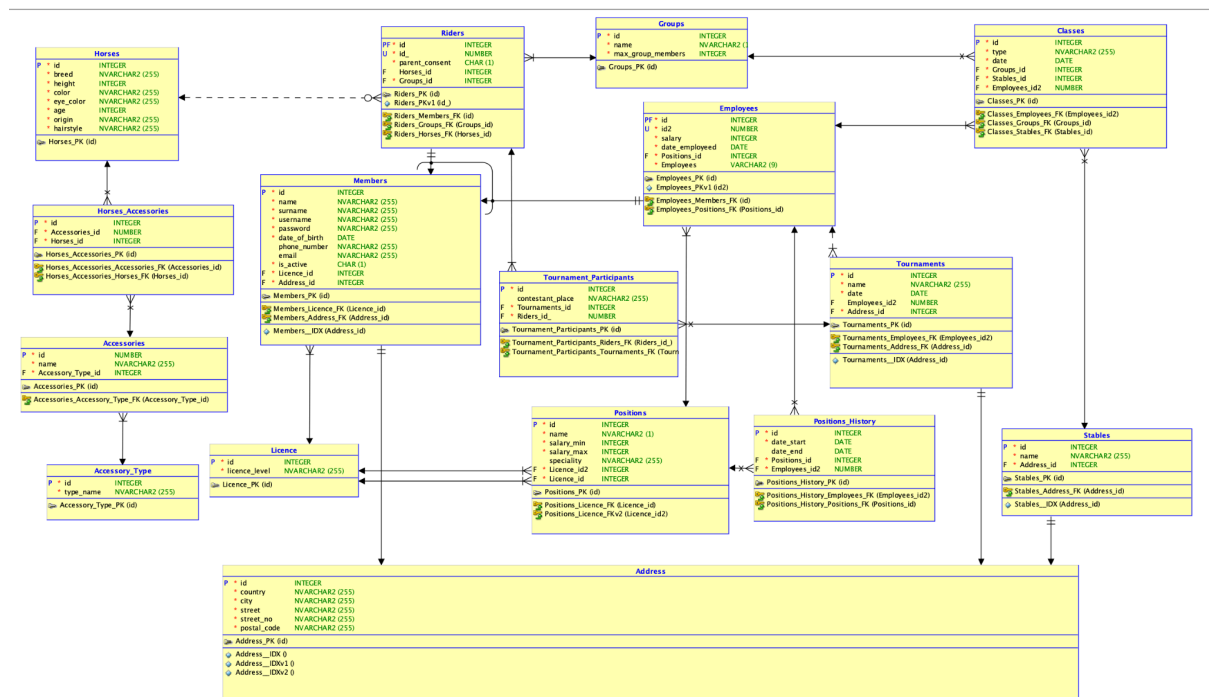 Horses
P * id INTEGER
* breed NVARCHAR2 (255)
* height INTEGER
* color NVARCHAR2 (255)
* eye_color NVARCHAR2 (255)
* age INTEGER
* origin NVARCHAR2 (255)
* hairstyle NVARCHAR2 (255)
Horses_PK (id)
Riders
PF * id INTEGER
U * id_ NUMBER
* parent_consent CHAR (1)
F Horses_id INTEGER
F * Groups_id INTEGER
Riders_PK (id)
Riders_PKv1 (id_)
Riders_Members_FK (id)
Riders_Groups_FK (Groups_id)
Riders_Horses_FK (Horses_id)
Groups
P * id INTEGER
* name NVARCHAR2 (
* max_group_members INTEGER
Groups_PK (id)
Classes
P * id INTEGER
* type NVARCHAR2 (255)
* date DATE
F * Groups_id INTEGER
F * Stables_id INTEGER
F * Employees_id2 NUMBER
Classes_PK (id)
Classes_Employees_FK (Employees_id2)
Classes_Groups_FK (Groups_id)
Classes_Stables_FK (Stables_id)
Employees
PF * id INTEGER
U * id2 NUMBER
* salary INTEGER
* date_employeed DATE
F * Positions_id INTEGER
* Employees VARCHAR2 (9)
Employees_PK (id)
Employees_PKv1 (id2)
Employees_Members_FK (id)
Employees_Positions_FK (Positions_id)
Members
P * id INTEGER
* name NVARCHAR2 (255)
* surname NVARCHAR2 (255)
* username NVARCHAR2 (255)
* password NVARCHAR2 (255)
* date_of_birth DATE
phone_number NVARCHAR2 (255)
email NVARCHAR2 (255)
* is_active CHAR (1)
F * Licence_id INTEGER
F * Address_id INTEGER
Members_PK (id)
Members_Licence_FK (Licence_id)
Members_Address_FK (Address_id)
Members__IDX (Address_id)
Horses_Accessories
P * id INTEGER
F * Accessories_id NUMBER
F * Horses_id INTEGER
Horses_Accessories_PK (id)
Horses_Accessories_Accessories_FK (Accessories_id)
Horses_Accessories_Horses_FK (Horses_id)
Tournament_Participants
P * id INTEGER
contestant_place NVARCHAR2 (255)
F * Tournaments_id INTEGER
F * Riders_id_ NUMBER
Tournament_Participants_PK (id)
Tournament_Participants_Riders_FK (Riders_id_)
Tournament_Participants_Tournaments_FK (Tourn
Tournaments
P * id INTEGER
* name NVARCHAR2 (255)
* date DATE
F Employees_id2 NUMBER
F * Address_id INTEGER
Tournaments_PK (id)
Tournaments_Employees_FK (Employees_id2)
Tournaments_Address_FK (Address_id)
Tournaments__IDX (Address_id)
Accessories
P * id NUMBER
* name NVARCHAR2 (255)
F * Accessory_Type_id INTEGER
Accessories_PK (id)
Accessories_Accessory_Type_FK (Accessory_Type_id)
Accessory_Type
P * id INTEGER
* type_name NVARCHAR2 (255)
Accessory_Type_PK (id)
Licence
P * id INTEGER
* licence_level NVARCHAR2 (255)
Licence_PK (id)
Positions
P * id INTEGER
* name NVARCHAR2 (1)
* salary_min INTEGER
* salary_max INTEGER
speciality NVARCHAR2 (255)
F * Licence_id2 INTEGER
F * Licence_id INTEGER
Positions_PK (id)
Positions_Licence_FK (Licence_id)
Positions_Licence_FKv2 (Licence_id2)
Positions_History
P * id INTEGER
* date_start DATE
date_end DATE
F * Positions_id INTEGER
F * Employees_id2 NUMBER
Positions_History_PK (id)
Positions_History_Employees_FK (Employees_id2)
Positions_History_Positions_FK (Positions_id)
Stables
P * id INTEGER
* name NVARCHAR2 (255)
F * Address_id INTEGER
Stables_PK (id)
Stables_Address_FK (Address_id)
Stables__IDX (Address_id)
Address
P * id INTEGER
* country NVARCHAR2 (255)
* city NVARCHAR2 (255)
* street NVARCHAR2 (255)
* street_no NVARCHAR2 (255)
* postal_code NVARCHAR2 (255)
Address_PK (id)
Address__IDX ()
Address__IDXv1 ()
Address__IDXv2 ()